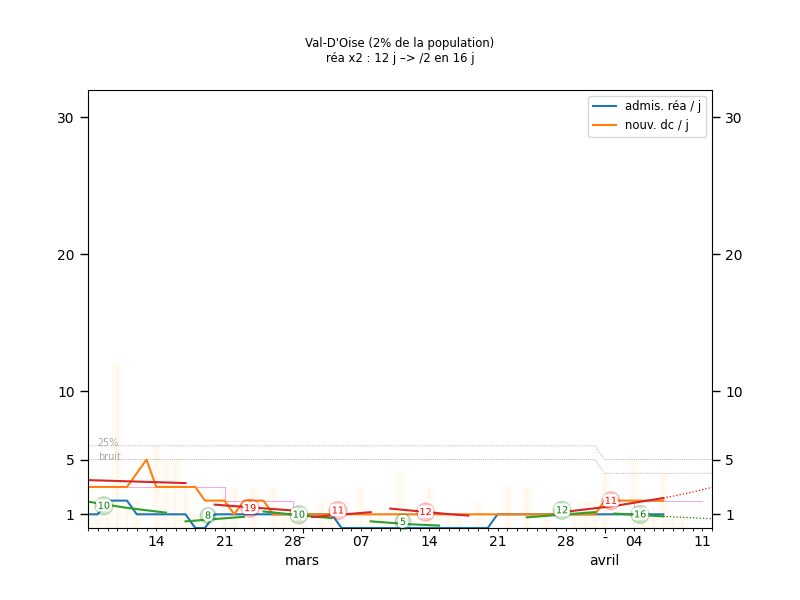 Val-D'Oise (2% de la population)
réa x2 : 12 j –> /2 en 16 j
admis. réa / j
nouv. dc / j
30 30
20 20
10 10
25%
bruit
5 5
10 8 19 10 11 5 12 12 11 16
1 1
14 21 28 07 14 21 28 04 11
mars avril